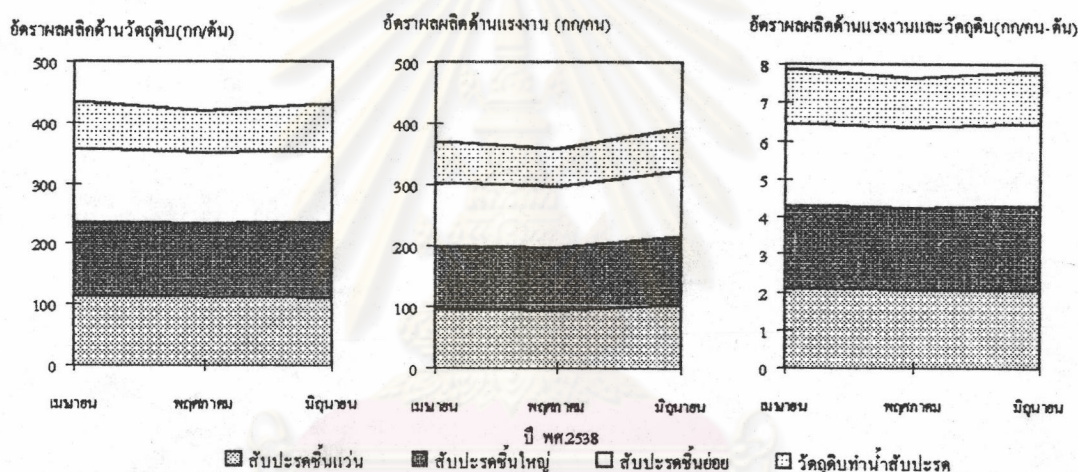 อัตราผลผลิตด้านวัตถุดิบ(กก/ตัน)
500
400
300
200
100
0
เมษายน พฤษภาคม มิถุนายน
อัตราผลผลิตด้านแรงงาน (กก/คน)
500
400
300
200
100
0
เมษายน พฤษภาคม มิถุนายน
อัตราผลผลิตด้านแรงงานและวัตถุดิบ(กก/คน-ตัน)
8
7
6
5
4
3
2
1
0
เมษายน พฤษภาคม มิถุนายน
ปี พศ.2538
สับปะรดชิ้นแว่น สับปะรดชิ้นใหญ่ สับปะรดชิ้นย่อย วัตถุดิบทำน้ำสับปะรด